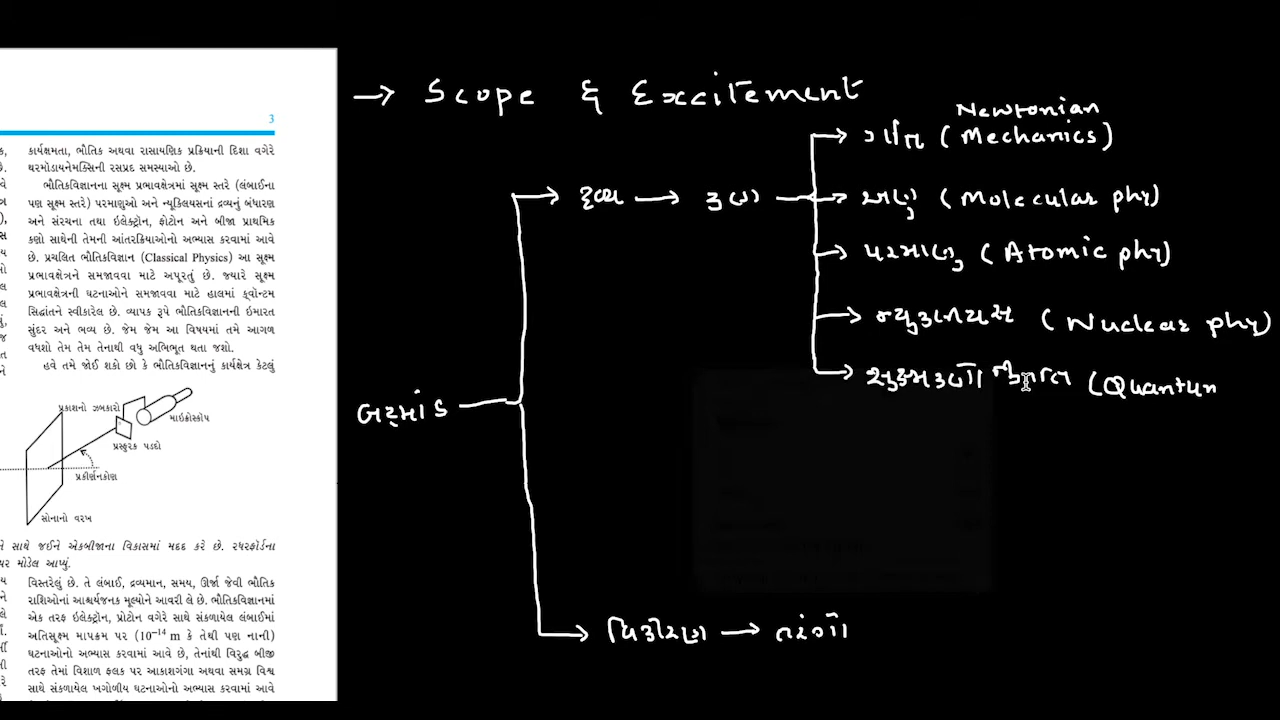 → Scope & Excitement
Newtonian
→ ગતિ (Mechanics)
→ દ્રવ્ય → કણ
→ અણુ (Molecular phy)
→ પરમાણુ (Atomic phy)
→ ન્યુક્લિયસ (Nuclear phy)
(Quantum
બ્રહ્માંડ
→ વિકિરણ → તરંગો
3
કાર્યક્ષમતા, ભૌતિક અથવા રાસાયણિક પ્રક્રિયાની દિશા વગેરે
થરમૉડાયનેમિક્સની રસપ્રદ સમસ્યાઓ છે.
ભૌતિકવિજ્ઞાનના સૂક્ષ્મ પ્રભાવક્ષેત્રમાં સૂક્ષ્મ સ્તરે (લંબાઈના
પણ સૂક્ષ્મ સ્તરે) પરમાણુઓ અને ન્યૂક્લિયસનાં દ્રવ્યનું બંધારણ
અને સંરચના તથા ઇલેક્ટ્રોન, ફોટોન અને બીજા પ્રાથમિક
કણો સાથેની તેમની આંતરક્રિયાઓનો અભ્યાસ કરવામાં આવે
છે. પ્રચલિત ભૌતિકવિજ્ઞાન (Classical Physics) આ સૂક્ષ્મ
પ્રભાવક્ષેત્રને સમજાવવા માટે અપૂરતું છે. જ્યારે સૂક્ષ્મ
પ્રભાવક્ષેત્રની ઘટનાઓને સમજાવવા માટે હાલમાં ક્વૉન્ટમ
સિદ્ધાંતને સ્વીકારેલ છે. વ્યાપક રૂપે ભૌતિકવિજ્ઞાનની ઇમારત
સુંદર અને ભવ્ય છે. જેમ જેમ આ વિષયમાં તમે આગળ
વધશો તેમ તેમ તેનાથી વધુ અભિભૂત થતા જશો.
હવે તમે જોઈ શકો છો કે ભૌતિકવિજ્ઞાનનું કાર્યક્ષેત્ર કેટલું
પ્રકાશનો ઝબકારો
માઇક્રોસ્કોપ
પ્રસ્ફુરક પડદો
પ્રકીર્ણનકોણ
સોનાનો વરખ
ને સાથે જઈને એકબીજાના વિકાસમાં મદદ કરે છે. રધરફોર્ડના
યર મોડેલ આપ્યું.
વિસ્તરેલું છે. તે લંબાઈ, દ્રવ્યમાન, સમય, ઊર્જા જેવી ભૌતિક
રાશિઓનાં આશ્ચર્યજનક મૂલ્યોને આવરી લે છે. ભૌતિકવિજ્ઞાનમાં
એક તરફ ઇલેક્ટ્રૉન, પ્રોટોન વગેરે સાથે સંકળાયેલ લંબાઈમાં
અતિસૂક્ષ્મ માપક્રમ પર (10⁻¹⁴ m કે તેથી પણ નાની)
ઘટનાઓનો અભ્યાસ કરવામાં આવે છે, તેનાંથી વિરુદ્ધ બીજી
તરફ તેમાં વિશાળ ફલક પર આકાશગંગા અથવા સમગ્ર વિશ્વ
સાથે સંકળાયેલ ખગોળીય ઘટનાઓનો અભ્યાસ કરવામાં આવે